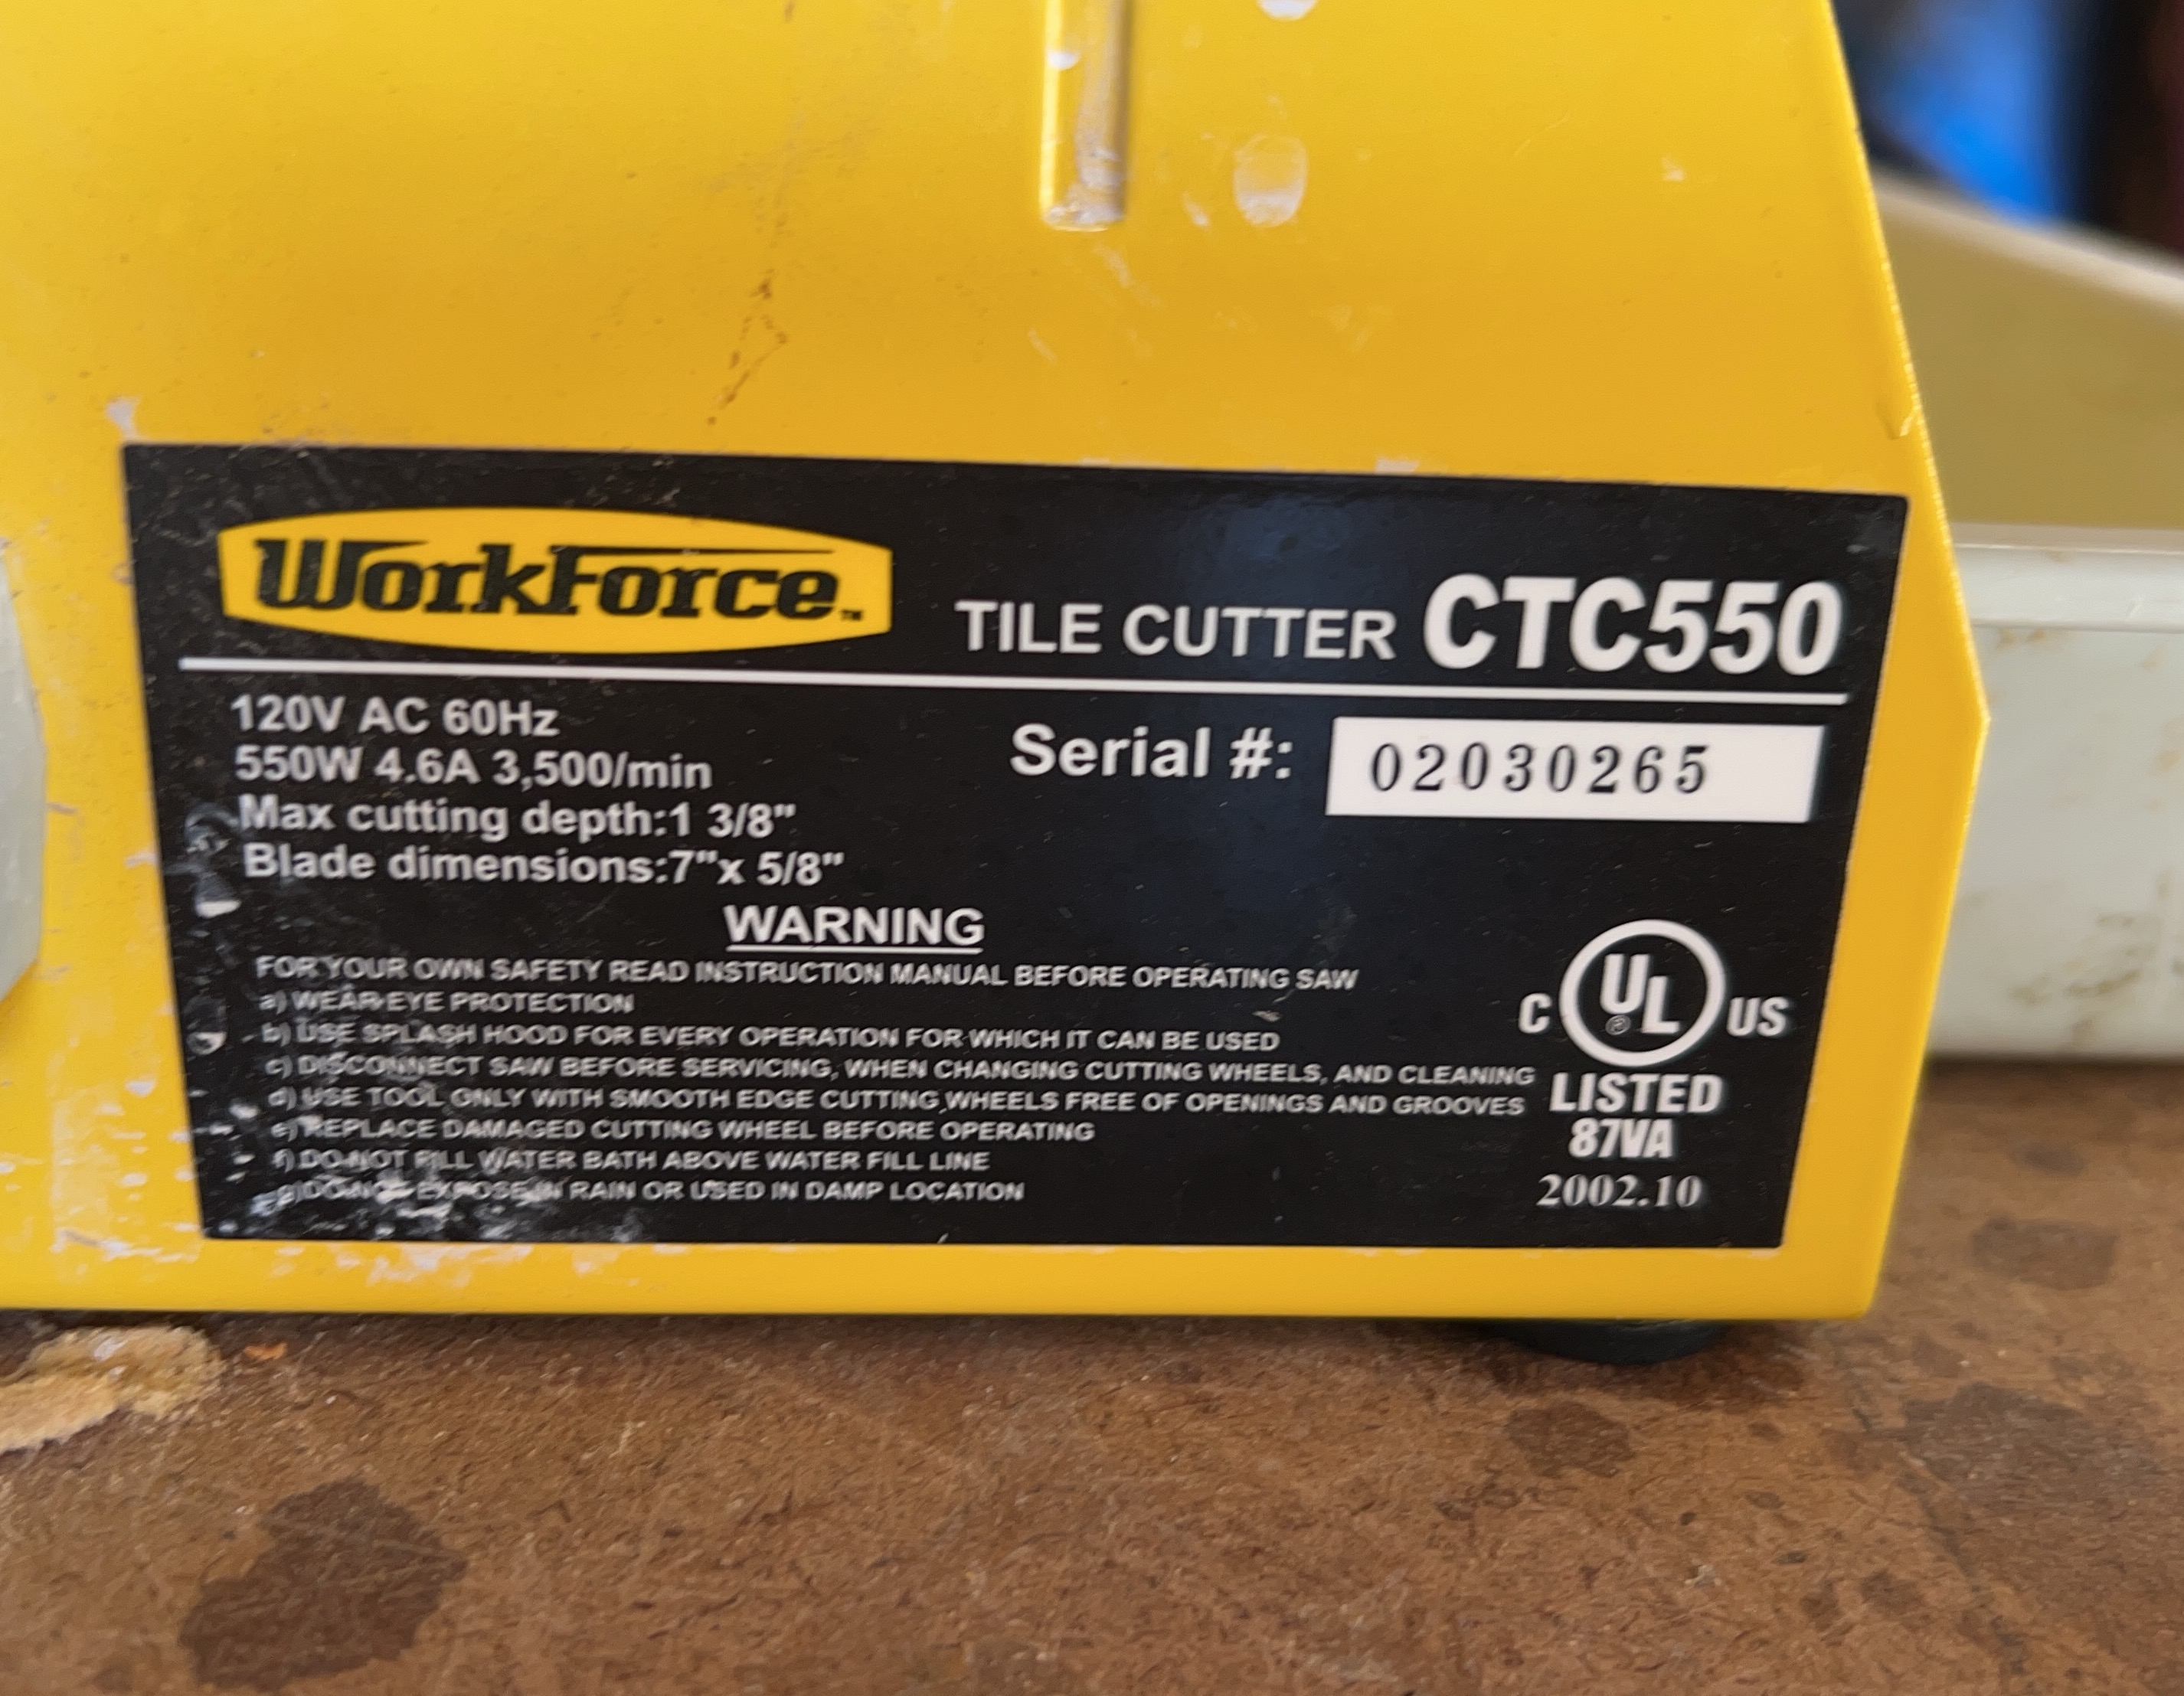 WorkForce™
TILE CUTTER CTC550
120V AC 60Hz
550W 4.6A 3,500/min
Max cutting depth:1 3/8"
Blade dimensions:7"x 5/8"
Serial #: 02030265
WARNING
FOR YOUR OWN SAFETY READ INSTRUCTION MANUAL BEFORE OPERATING SAW
a) WEAR EYE PROTECTION
b) USE SPLASH HOOD FOR EVERY OPERATION FOR WHICH IT CAN BE USED
c) DISCONNECT SAW BEFORE SERVICING, WHEN CHANGING CUTTING WHEELS, AND CLEANING
d) USE TOOL ONLY WITH SMOOTH EDGE CUTTING WHEELS FREE OF OPENINGS AND GROOVES
e) REPLACE DAMAGED CUTTING WHEEL BEFORE OPERATING
f) DO NOT FILL WATER BATH ABOVE WATER FILL LINE
g) DO NOT EXPOSE IN RAIN OR USED IN DAMP LOCATION
C UL® US
LISTED
87VA
2002.10